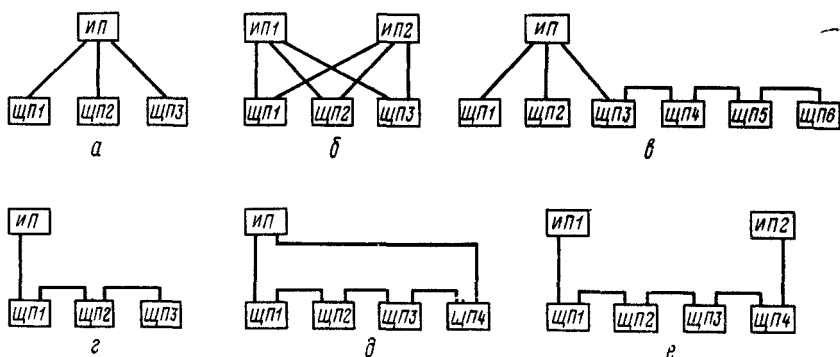 ИП ИП1 ИП2 ИП
ЩП1 ЩП2 ЩП3 ЩП1 ЩП2 ЩП3 ЩП1 ЩП2 ЩП3 ЩП4 ЩП5 ЩП6
а б в
ИП ИП ИП1 ИП2
ЩП1 ЩП2 ЩП3 ЩП1 ЩП2 ЩП3 ЩП4 ЩП1 ЩП2 ЩП3 ЩП4
г д е